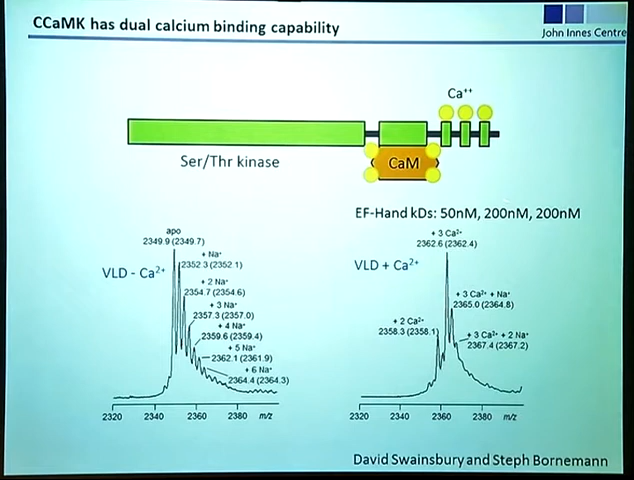 CCaMK has dual calcium binding capability
John Innes Centre
Ca⁺⁺
Ser/Thr kinase
CaM
EF-Hand kDs: 50nM, 200nM, 200nM
VLD - Ca²⁺
apo
2349.9 (2349.7)
+ Na⁺
2352.3 (2352.1)
+ 2 Na⁺
2354.7 (2354.6)
+ 3 Na⁺
2357.3 (2357.0)
+ 4 Na⁺
2359.6 (2359.4)
+ 5 Na⁺
2362.1 (2361.9)
+ 6 Na⁺
2364.4 (2364.3)
2320 2340 2360 2380 m/z
VLD + Ca²⁺
+ 3 Ca²⁺
2362.6 (2362.4)
+ 3 Ca²⁺ + Na⁺
2365.0 (2364.8)
+ 2 Ca²⁺
2358.3 (2358.1)
+ 3 Ca²⁺ + 2 Na⁺
2367.4 (2367.2)
2320 2340 2360 2380 m/z
David Swainsbury and Steph Bornemann